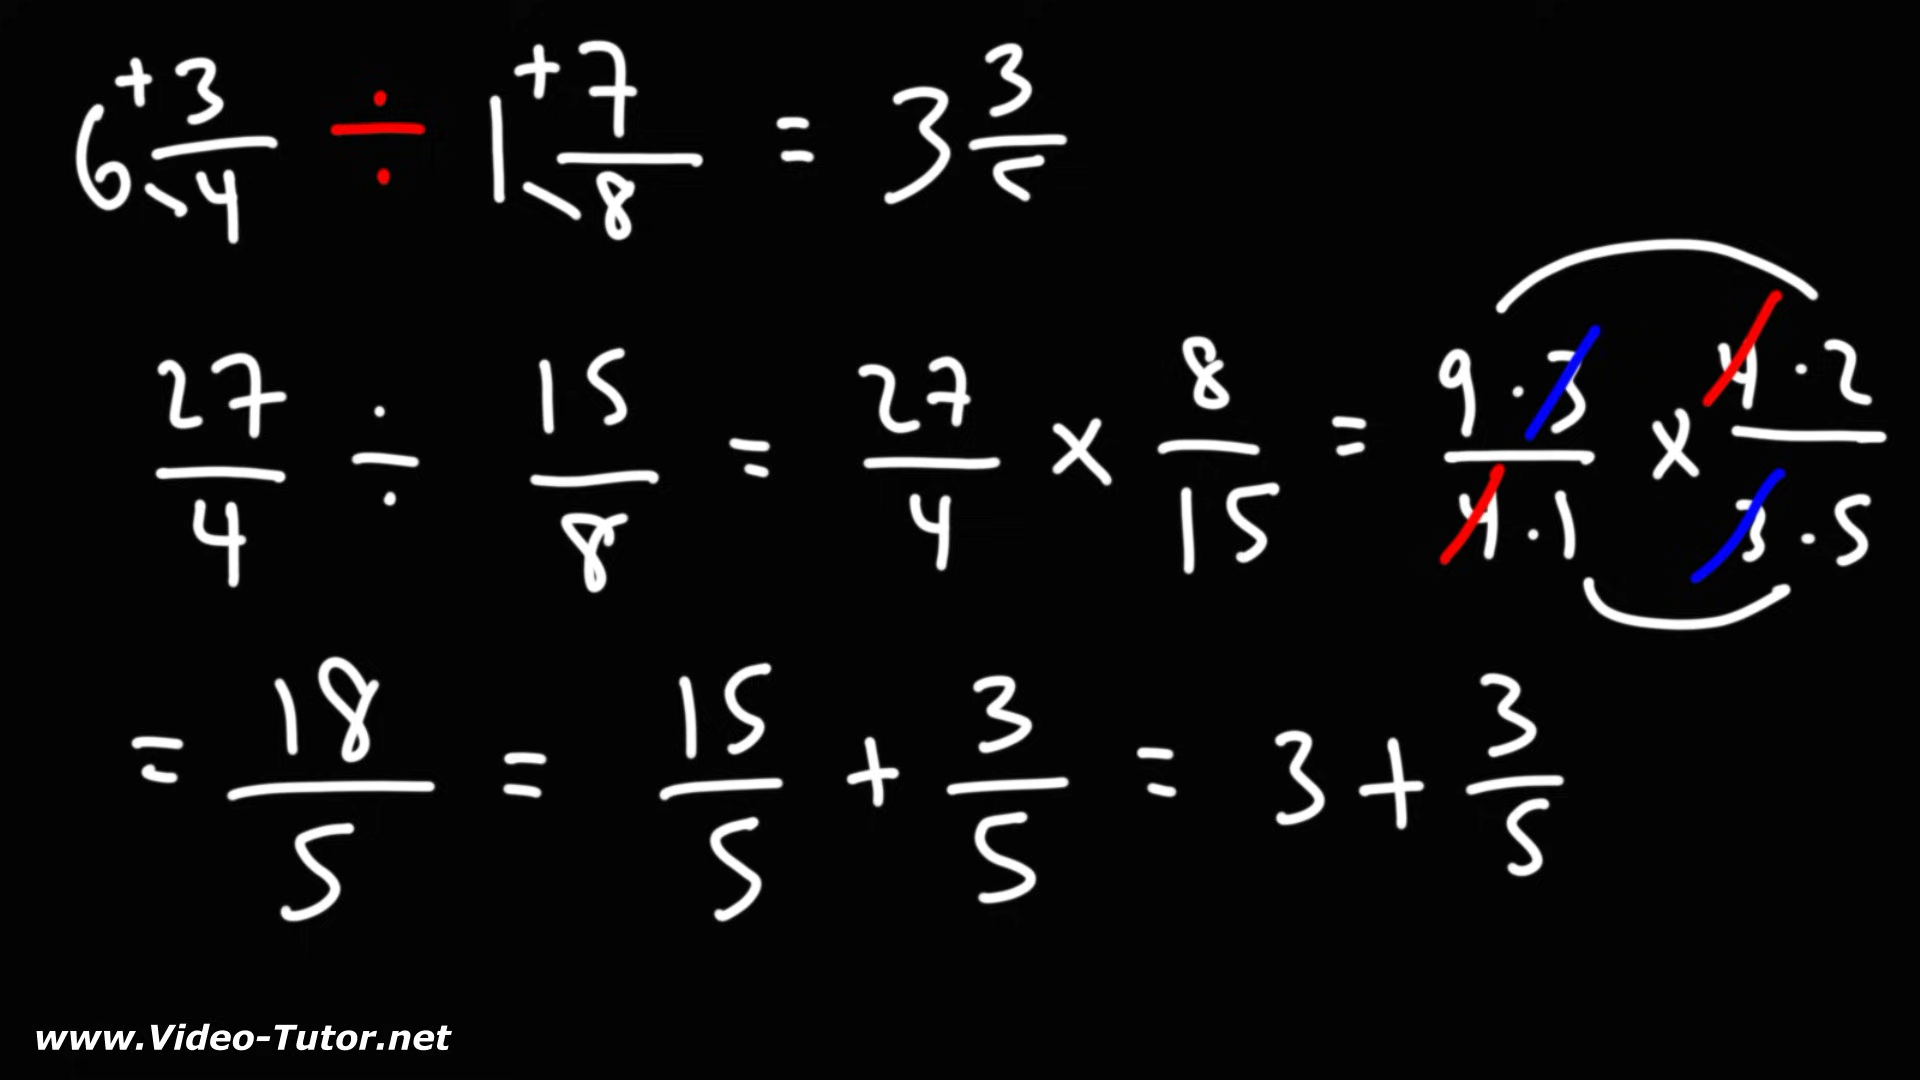 6 + 3/4 ÷ 1 + 7/8 = 3 3/5
27/4 ÷ 15/8 = 27/4 × 8/15 = 9·3/4·1 × 4·2/3·5
= 18/5 = 15/5 + 3/5 = 3 + 3/5
www.Video-Tutor.net